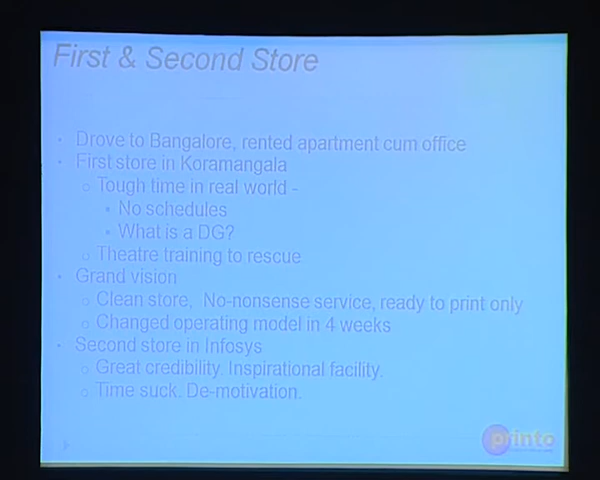 First & Second Store
• Drove to Bangalore, rented apartment cum office
• First store in Koramangala
o Tough time in real world -
• No schedules
• What is a DG?
o Theatre training to rescue
• Grand vision
o Clean store, No-nonsense service, ready to print only
o Changed operating model in 4 weeks
• Second store in Infosys
o Great credibility. Inspirational facility.
o Time suck. De-motivation.
printo